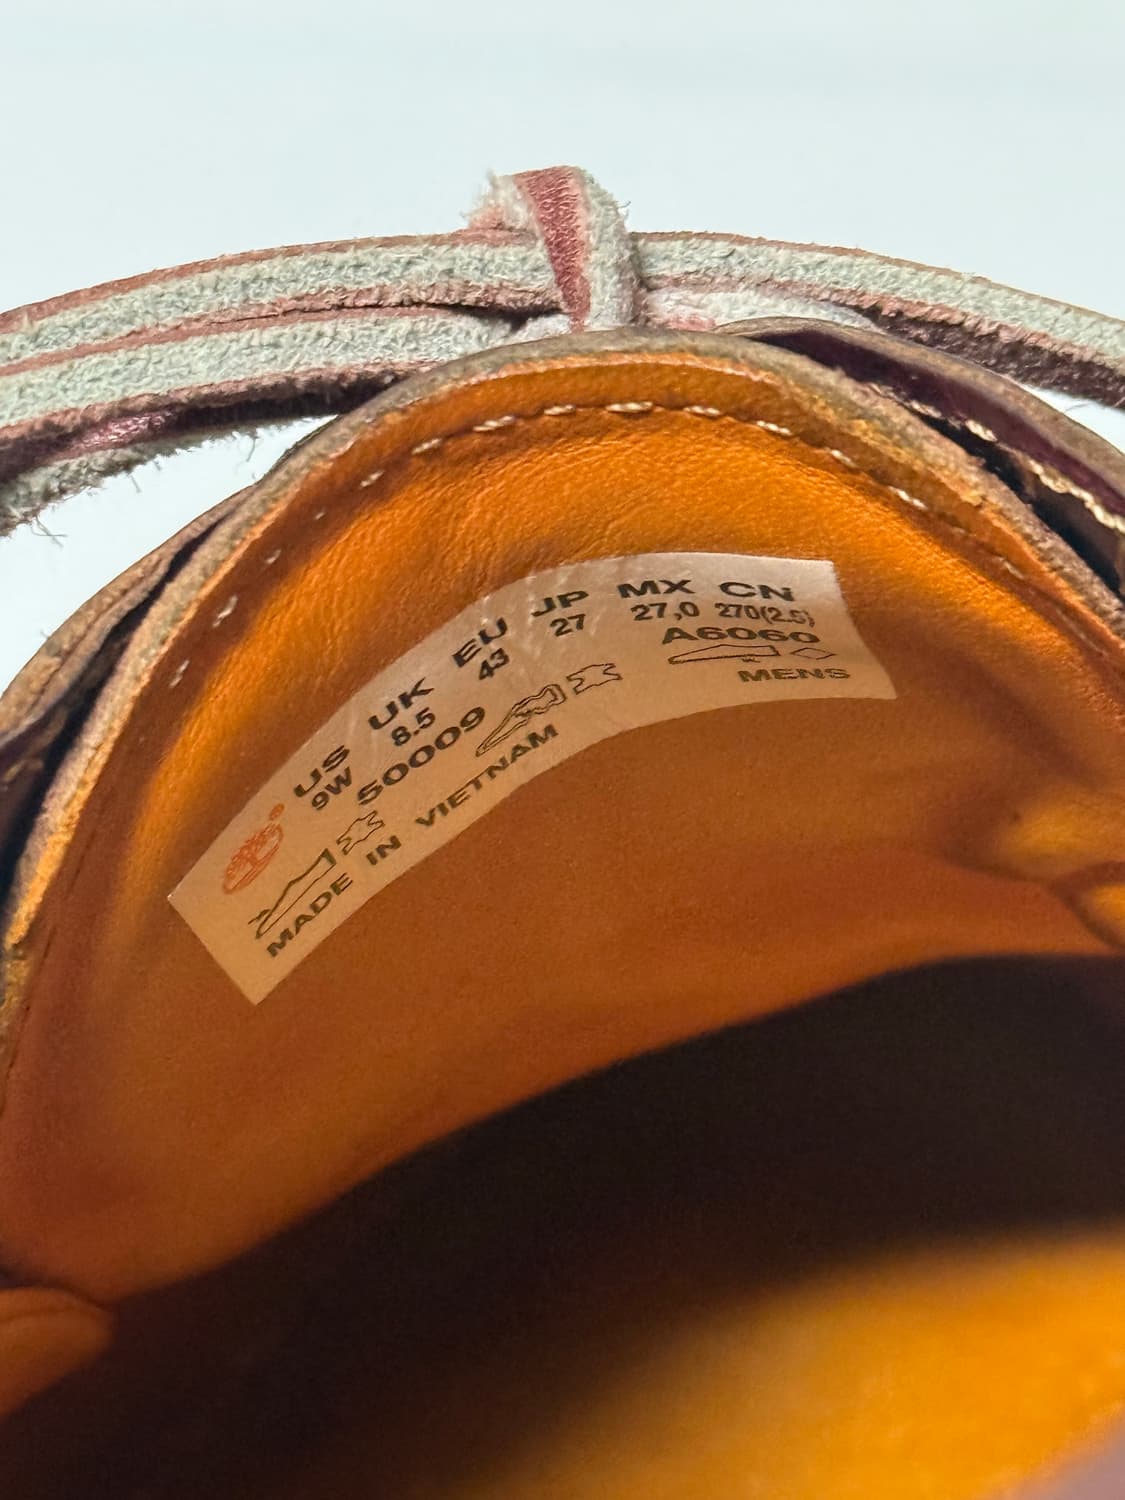 US UK EU JP MX CN
9W 8.5 43 27 27,0 270(2.5)
50009 A6060
MENS
MADE IN VIETNAM